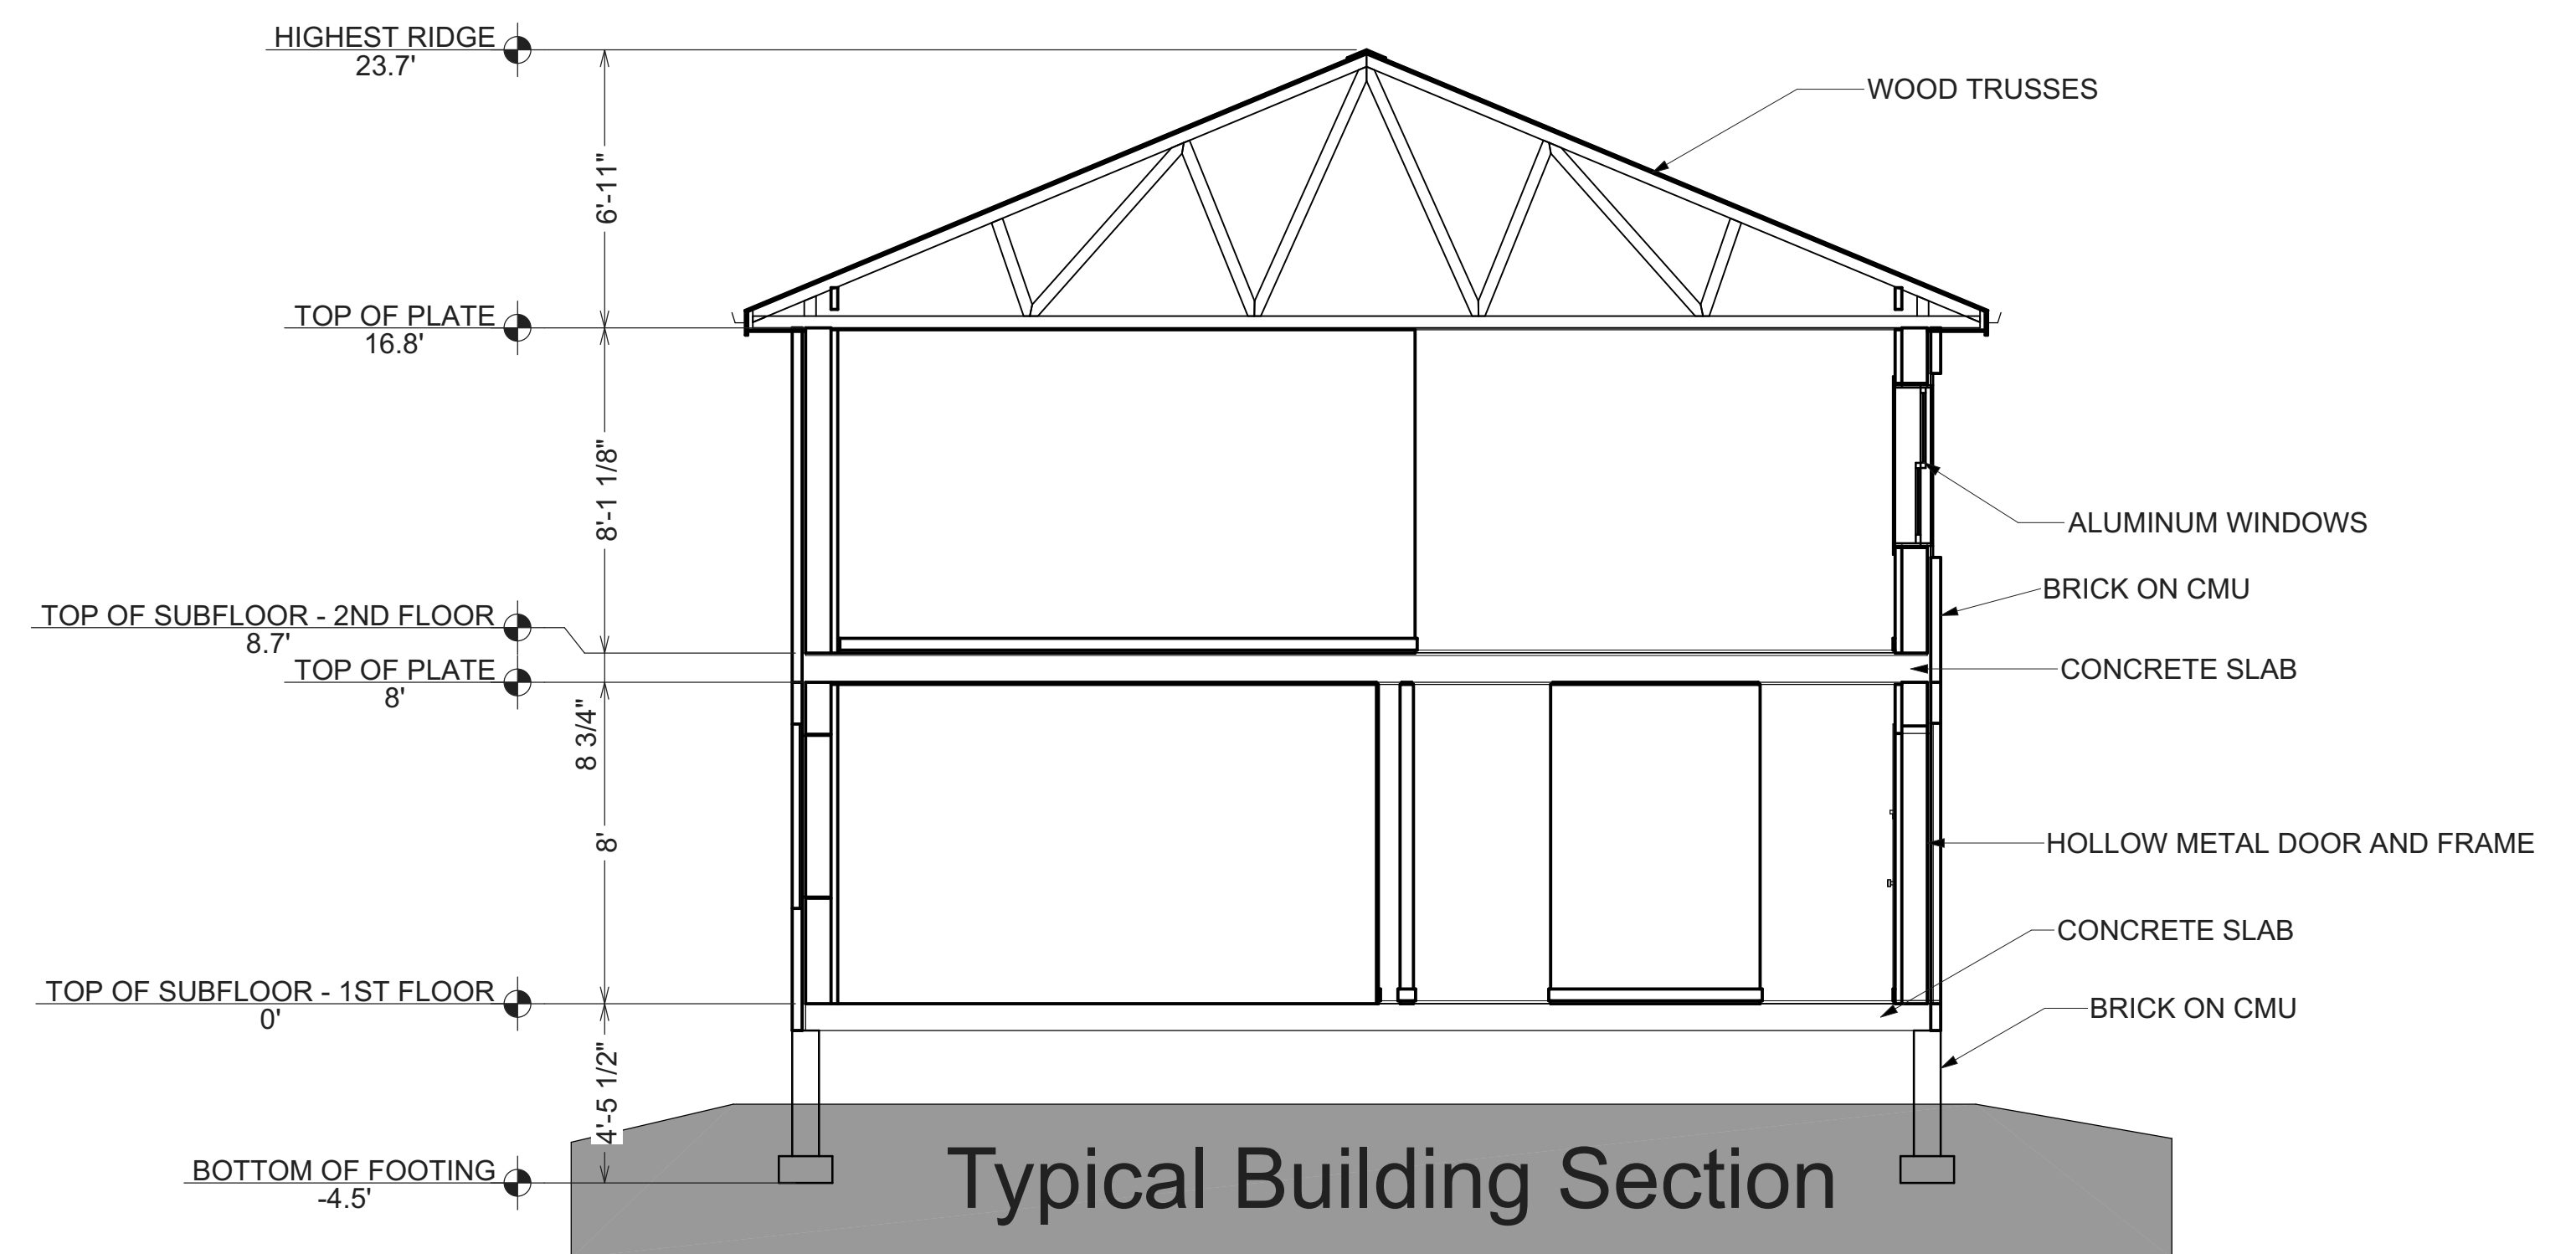 HIGHEST RIDGE
23.7'
WOOD TRUSSES
6'-11"
TOP OF PLATE
16.8'
8'-1 1/8"
ALUMINUM WINDOWS
BRICK ON CMU
TOP OF SUBFLOOR - 2ND FLOOR
8.7'
CONCRETE SLAB
TOP OF PLATE
8'
8 3/4"
8'
HOLLOW METAL DOOR AND FRAME
CONCRETE SLAB
TOP OF SUBFLOOR - 1ST FLOOR
0'
BRICK ON CMU
4'-5 1/2"
BOTTOM OF FOOTING
-4.5'
Typical Building Section